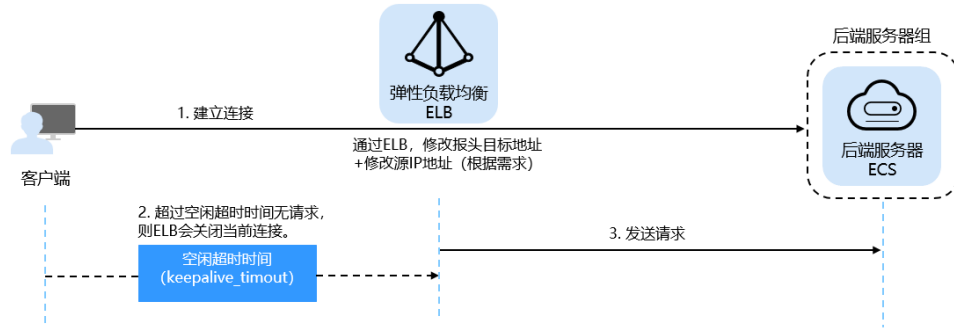 后端服务器组
弹性负载均衡
ELB
1. 建立连接
通过ELB，修改报头目标地址
+修改源IP地址（根据需求）
后端服务器
ECS
客户端
2. 超过空闲超时时间无请求，
则ELB会关闭当前连接。
3. 发送请求
空闲超时时间
（keepalive_timout）